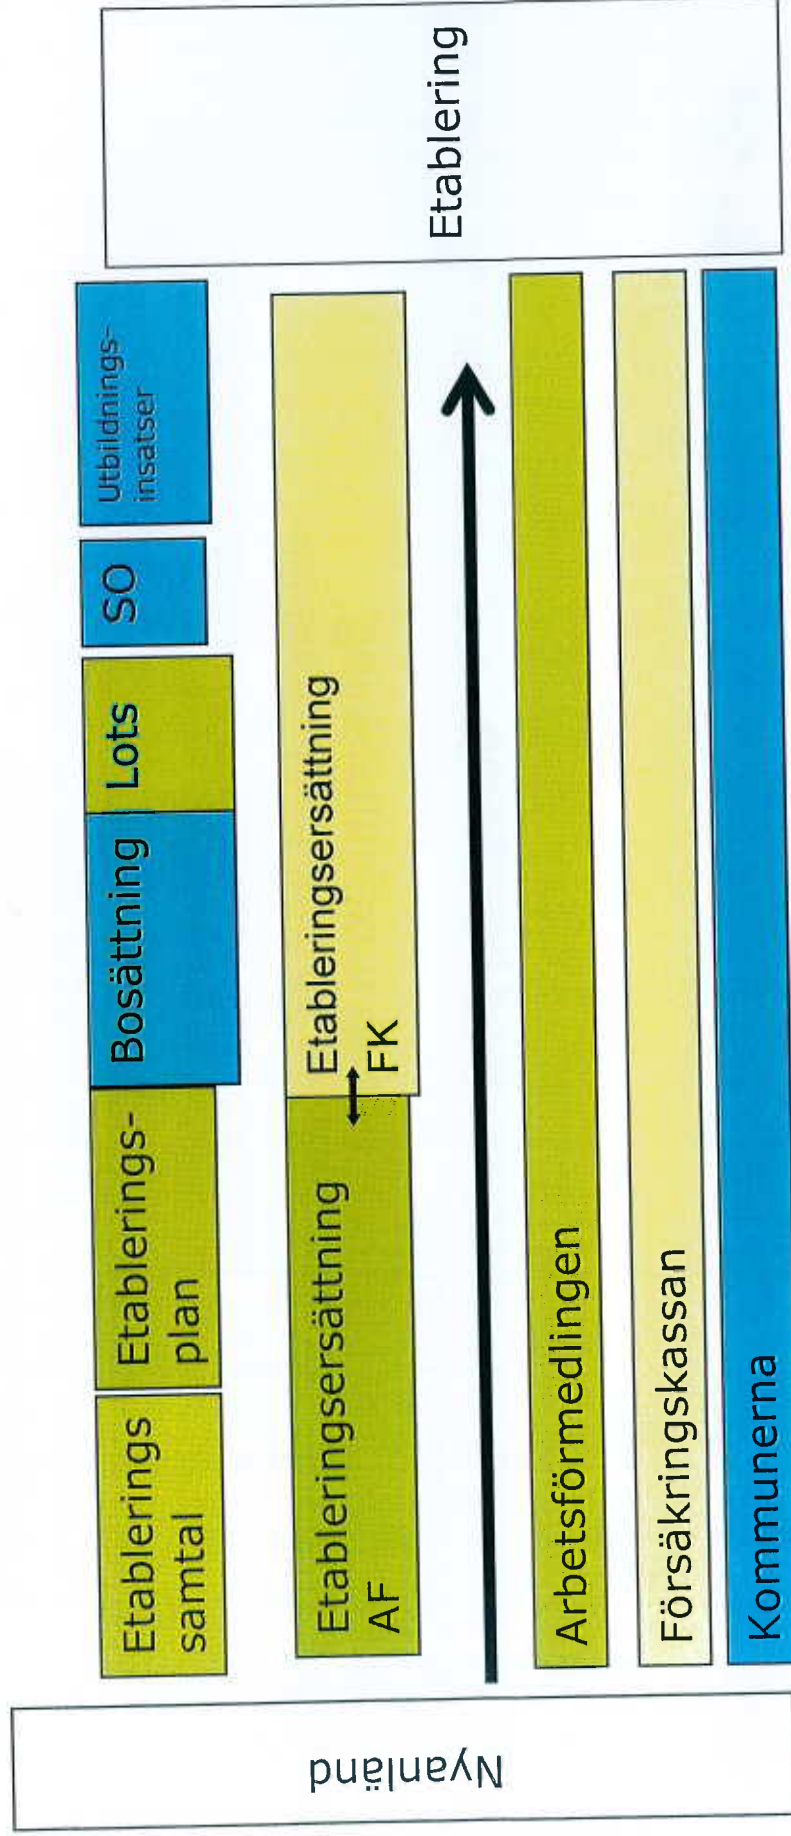 Nyanländ
Etablerings
samtal
Etablerings-
plan
Bosättning
Lots
SO
Utbildnings-
insatser
Etableringsersättning
AF
Etableringsersättning
FK
Arbetsförmedlingen
Försäkringskassan
Kommunerna
Etablering